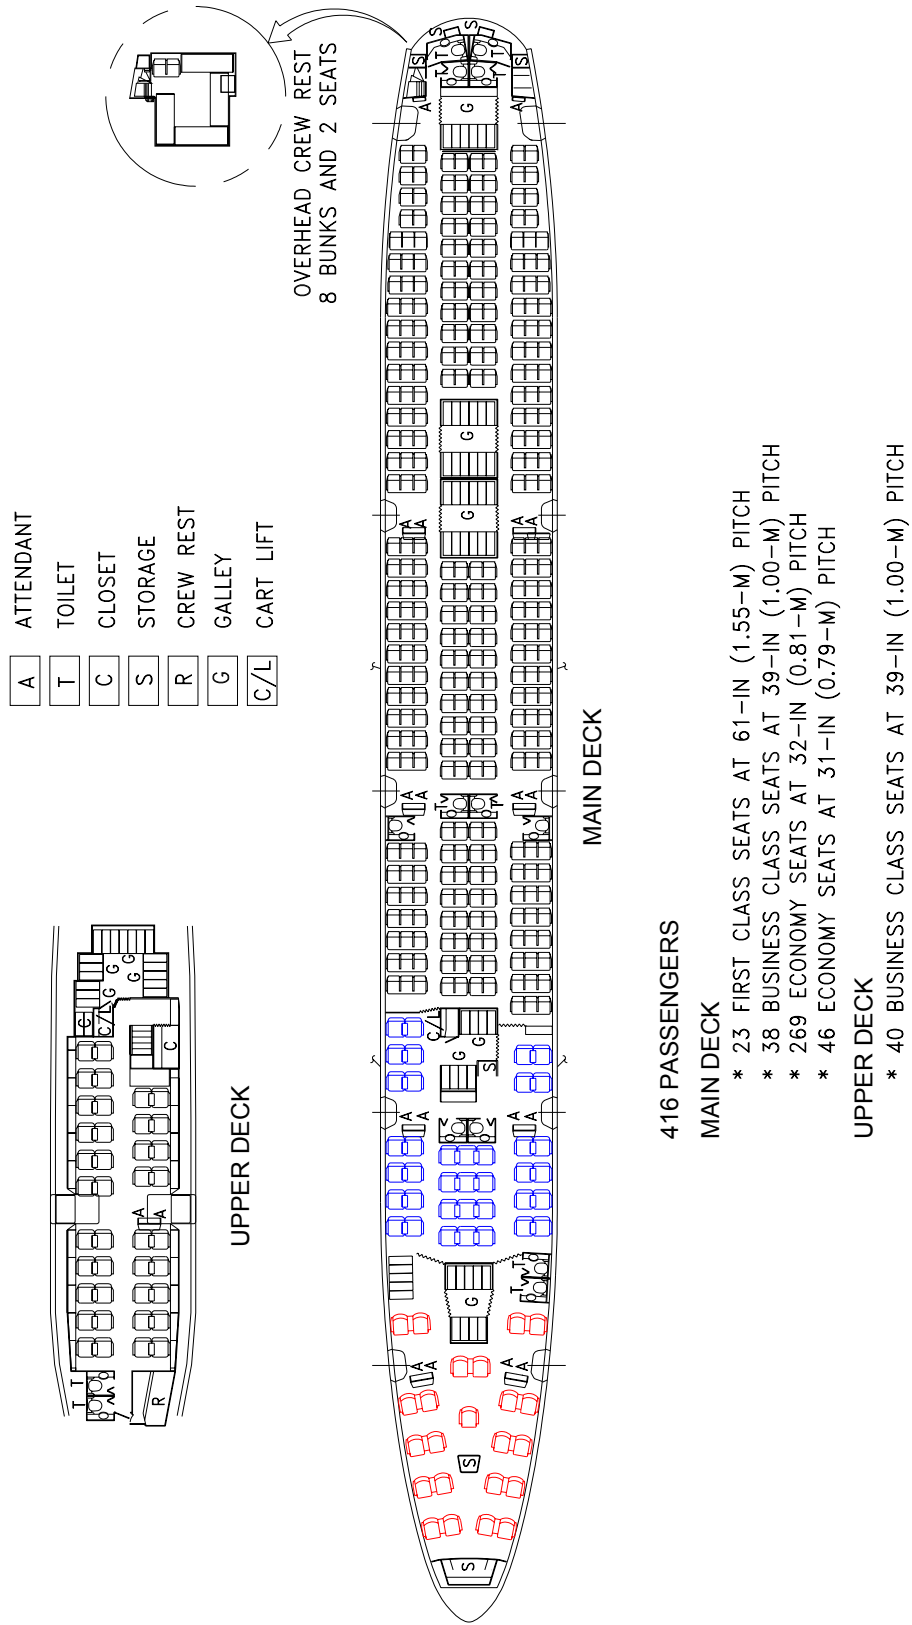 A ATTENDANT
T TOILET
C CLOSET
S STORAGE
R CREW REST
G GALLEY
C/L CART LIFT
OVERHEAD CREW REST
8 BUNKS AND 2 SEATS
UPPER DECK
T T R A A C C C/L G G G G
MAIN DECK
S S A A A A G T T
A A A A T T S G G C/L
A A A A T T
A A A A G G
G A A S S S S T T T T
416 PASSENGERS
MAIN DECK
* 23 FIRST CLASS SEATS AT 61-IN (1.55-M) PITCH
* 38 BUSINESS CLASS SEATS AT 39-IN (1.00-M) PITCH
* 269 ECONOMY SEATS AT 32-IN (0.81-M) PITCH
* 46 ECONOMY SEATS AT 31-IN (0.79-M) PITCH
UPPER DECK
* 40 BUSINESS CLASS SEATS AT 39-IN (1.00-M) PITCH